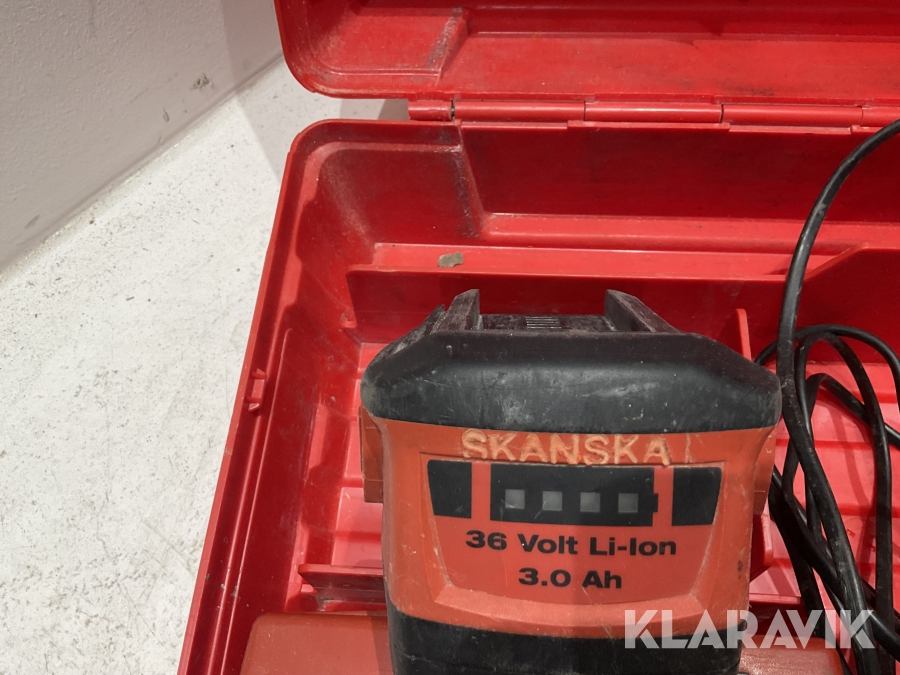 SKANSKA
36 Volt Li-Ion
3.0 Ah
KLARAVIK